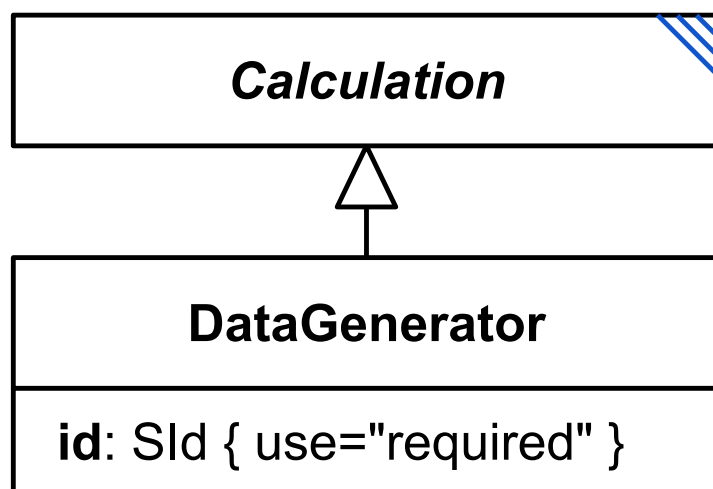 Calculation
DataGenerator
id: SId { use="required" }